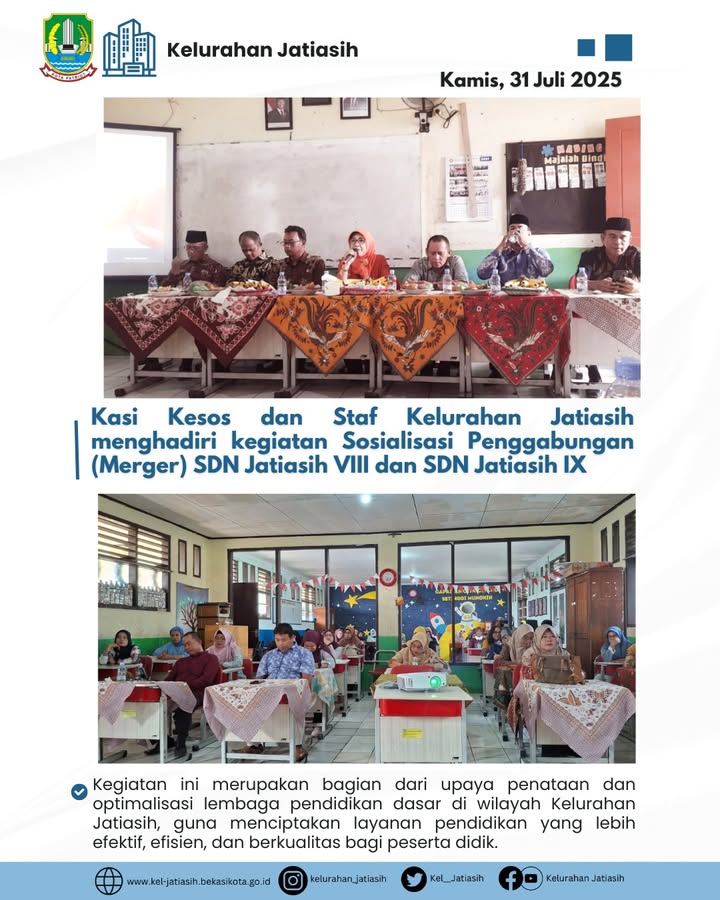 Kelurahan Jatiasih
Kamis, 31 Juli 2025
Majalah Dindi
Kasi Kesos dan Staf Kelurahan Jatiasih
menghadiri kegiatan Sosialisasi Penggabungan
(Merger) SDN Jatiasih VIII dan SDN Jatiasih IX
Kegiatan ini merupakan bagian dari upaya penataan dan
optimalisasi lembaga pendidikan dasar di wilayah Kelurahan
Jatiasih, guna menciptakan layanan pendidikan yang lebih
efektif, efisien, dan berkualitas bagi peserta didik.
www.kel-jatiasih.bekasikota.go.id
kelurahan_jatiasih
Kel__Jatiasih
Kelurahan Jatiasih